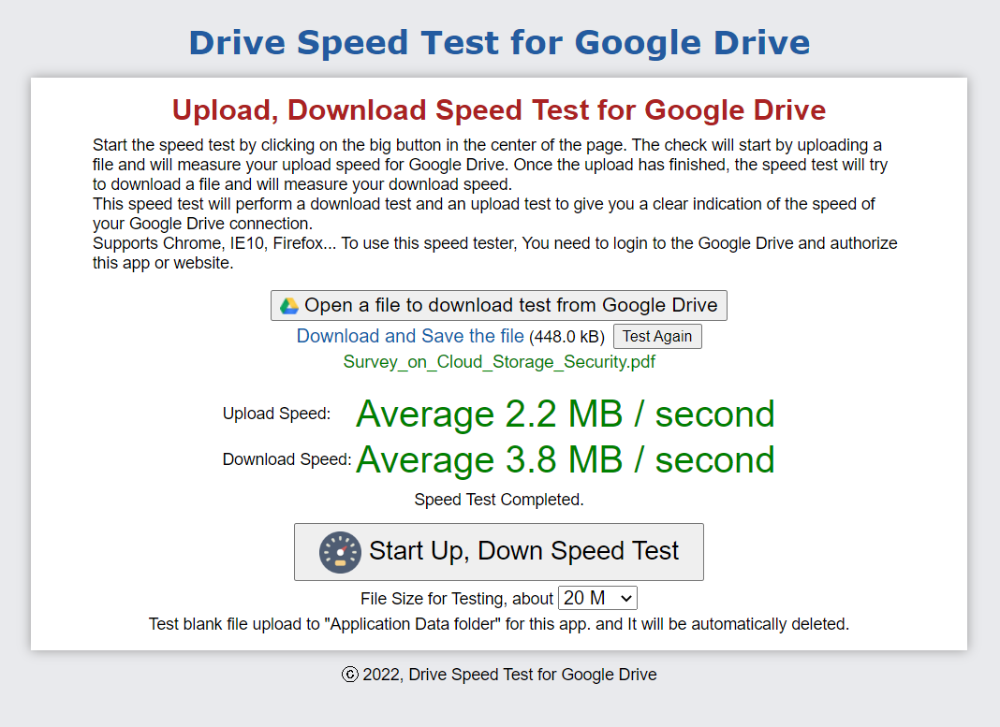 Drive Speed Test for Google Drive
Upload, Download Speed Test for Google Drive
Start the speed test by clicking on the big button in the center of the page. The check will start by uploading a
file and will measure your upload speed for Google Drive. Once the upload has finished, the speed test will try
to download a file and will measure your download speed.
This speed test will perform a download test and an upload test to give you a clear indication of the speed of
your Google Drive connection.
Supports Chrome, IE10, Firefox... To use this speed tester, You need to login to the Google Drive and authorize
this app or website.
Open a file to download test from Google Drive
Download and Save the file (448.0 kB) Test Again
Survey_on_Cloud_Storage_Security.pdf
Upload Speed: Average 2.2 MB / second
Download Speed: Average 3.8 MB / second
Speed Test Completed.
Start Up, Down Speed Test
File Size for Testing, about 20 M
Test blank file upload to "Application Data folder" for this app. and It will be automatically deleted.
© 2022, Drive Speed Test for Google Drive